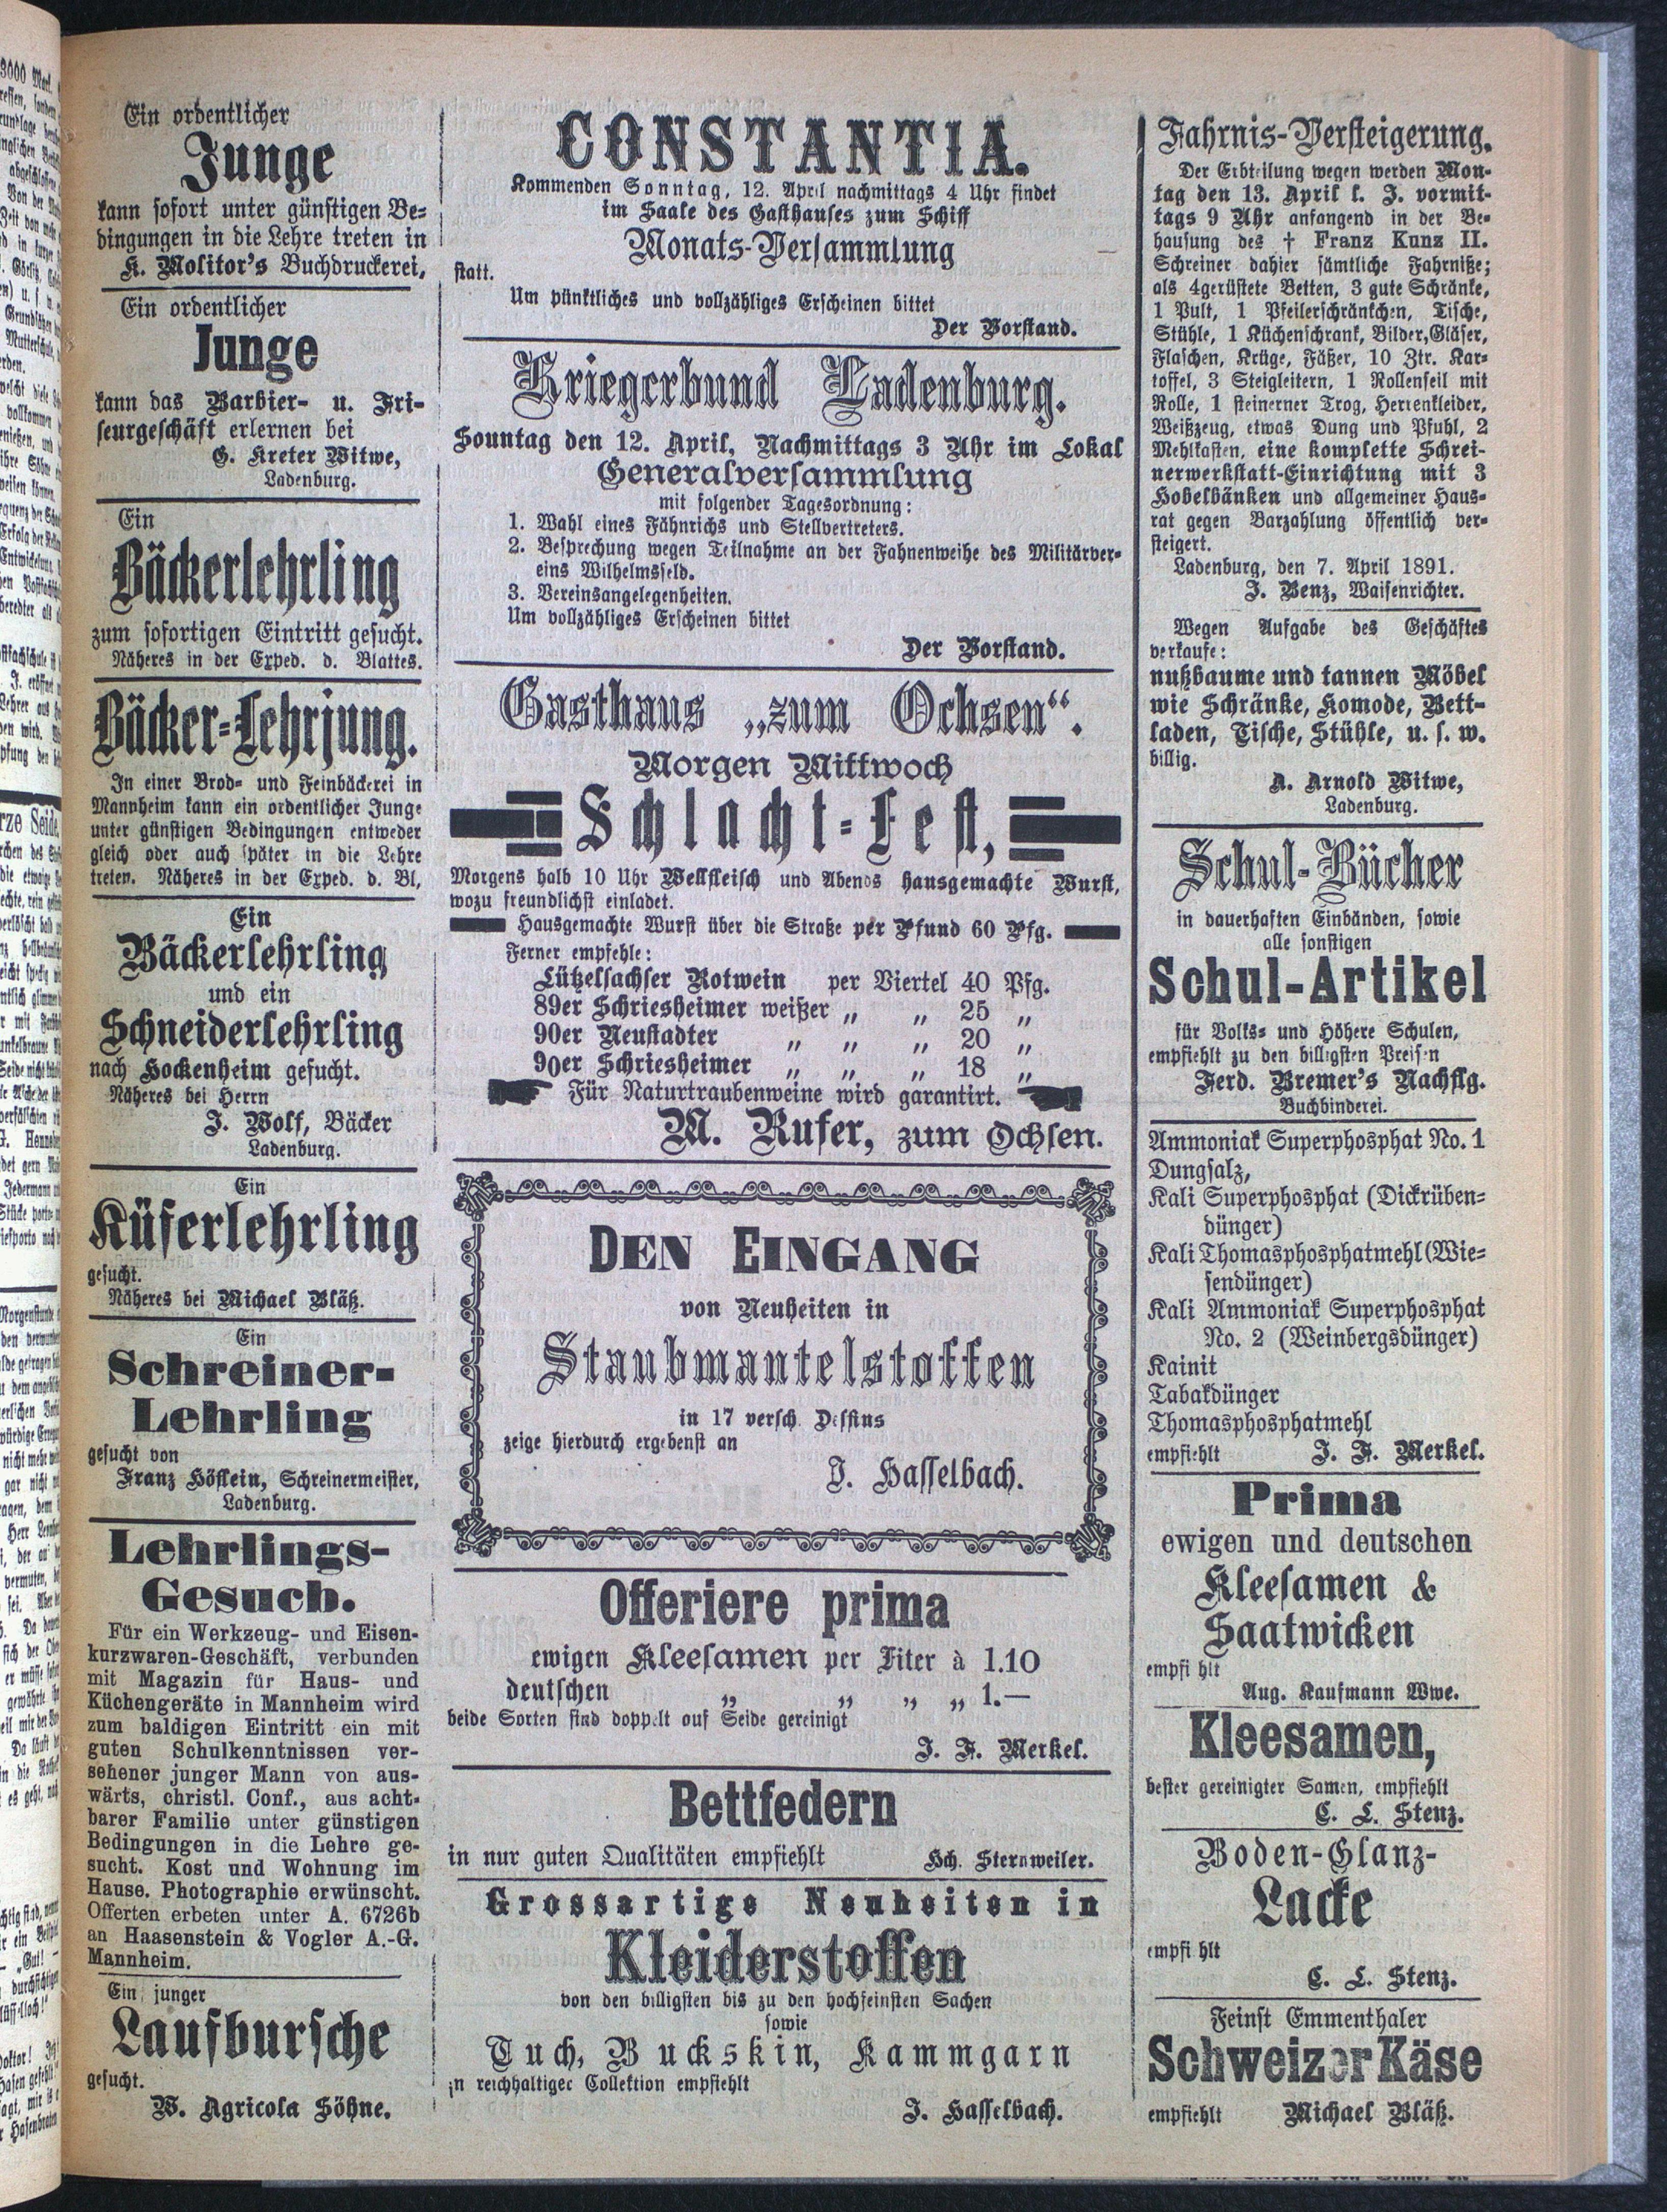 Ein ordentlicher
Junge
kann sofort unter günstigen Be=
dingungen in die Lehre treten in
K. Molitor's Buchdruckerei,
Ein ordentlicher
Junge
kann das Barbier- u. Fri-
seurgeschäft erlernen bei
G. Kreter Witwe,
Ladenburg.
Ein
Bäckerlehrling
zum sofortigen Eintritt gesucht.
Näheres in der Exped. d. Blattes.
Bäcker=Lehrjung.
In einer Brod= und Feinbäckerei in
Mannheim kann ein ordentlicher Junge
unter günstigen Bedingungen entweder
gleich oder auch später in die Lehre
treten. Näheres in der Exped. d. Bl.
Ein
Bäckerlehrling
und ein
Schneiderlehrling
nach Hockenheim gesucht.
Näheres bei Herrn
J. Wolf, Bäcker
Ladenburg.
Ein
Küferlehrling
gesucht.
Näheres bei Michael Bläß.
Ein
Schreiner-
Lehrling
gesucht von
Franz Höflein, Schreinermeister,
Ladenburg.
Lehrlings-
Gesuch.
Für ein Werkzeug- und Eisen-
kurzwaren-Geschäft, verbunden
mit Magazin für Haus- und
Küchengeräte in Mannheim wird
zum baldigen Eintritt ein mit
guten Schulkenntnissen ver-
sehener junger Mann von aus-
wärts, christl. Conf., aus acht-
barer Familie unter günstigen
Bedingungen in die Lehre ge-
sucht. Kost und Wohnung im
Hause. Photographie erwünscht.
Offerten erbeten unter A. 6726b
an Haasenstein & Vogler A.-G.
Mannheim.
Ein junger
Laufbursche
gesucht.
W. Agricola Söhne.
CONSTANTIA.
Kommenden Sonntag, 12. April nachmittags 4 Uhr findet
im Saale des Gasthauses zum Schiff
Monats-Versammlung
statt.
Um pünktliches und vollzähliges Erscheinen bittet
Der Vorstand.
Kriegerbund Ladenburg.
Sonntag den 12. April, Nachmittags 3 Uhr im Lokal
Generalversammlung
mit folgender Tagesordnung:
1. Wahl eines Fähnrichs und Stellvertreters.
2. Besprechung wegen Teilnahme an der Fahnenweihe des Militärver=
eins Wilhelmsfeld.
3. Vereinsangelegenheiten.
Um vollzähliges Erscheinen bittet
Der Vorstand.
Gasthaus „zum Ochsen“.
Morgen Mittwoch
Schlacht=Fest,
Morgens halb 10 Uhr Wellfleisch und Abends hausgemachte Wurst,
wozu freundlichst einladet.
Hausgemachte Wurst über die Straße per Pfund 60 Pfg.
Ferner empfehle:
Lützelsachser Rotwein per Viertel 40 Pfg.
89er Schriesheimer weißer „ „ 25 „
90er Neustadter „ „ „ 20 „
90er Schriesheimer „ „ „ 18 „
Für Naturtraubenweine wird garantirt.
M. Rufer, zum Ochsen.
DEN EINGANG
von Neuheiten in
Staubmantelstoffen
in 17 versch. Dessins
zeige hierdurch ergebenst an
J. Hasselbach.
Offeriere prima
ewigen Kleesamen per Liter à 1.10
deutschen „ „ „ „ 1.—
beide Sorten sind doppelt auf Seide gereinigt
J. F. Merkel.
Bettfedern
in nur guten Qualitäten empfiehlt Hch. Sternweiler.
Grossartige Neuheiten in
Kleiderstoffen
von den billigsten bis zu den hochfeinsten Sachen
sowie
Tuch, Buckskin, Kammgarn
in reichhaltiger Collektion empfiehlt
J. Hasselbach.
Fahrnis-Versteigerung.
Der Erbteilung wegen werden Mon-
tag den 13. April l. J. vormit-
tags 9 Uhr anfangend in der Be=
hausung des † Franz Kunz II.
Schreiner dahier sämtliche Fahrniße;
als 4gerüstete Betten, 3 gute Schränke,
1 Pult, 1 Pfeilerschränkchen, Tische,
Stühle, 1 Küchenschrank, Bilder, Gläser,
Flaschen, Krüge, Fäßer, 10 Ztr. Kar=
toffel, 3 Steigleitern, 1 Rollenseil mit
Rolle, 1 steinerner Trog, Herrenkleider,
Weißzeug, etwas Dung und Pfuhl, 2
Mehlkasten, eine komplette Schrei-
nerwerkstatt-Einrichtung mit 3
Hobelbänken und allgemeiner Haus=
rat gegen Barzahlung öffentlich ver=
steigert.
Ladenburg, den 7. April 1891.
J. Benz, Waisenrichter.
Wegen Aufgabe des Geschäftes
verkaufe:
nußbaume und tannen Möbel
wie Schränke, Komode, Bett-
laden, Tische, Stühle, u. s. w.
billig.
A. Arnold Witwe,
Ladenburg.
Schul-Bücher
in dauerhaften Einbänden, sowie
alle sonstigen
Schul-Artikel
für Volks= und Höhere Schulen,
empfiehlt zu den billigsten Preisen
Ferd. Bremer's Nachflg.
Buchbinderei.
Ammoniak Superphosphat No. 1
Dungsalz,
Kali Superphosphat (Dickrüben=
dünger)
Kali Thomasphosphatmehl (Wie=
sendünger)
Kali Ammoniak Superphosphat
No. 2 (Weinbergsdünger)
Kainit
Tabakdünger
Thomasphosphatmehl
empfiehlt J. F. Merkel.
Prima
ewigen und deutschen
Kleesamen &
Saatwicken
empfiehlt
Aug. Kaufmann Wwe.
Kleesamen,
bester gereinigter Samen, empfiehlt
C. L. Stenz.
Boden-Glanz-
Lacke
empfiehlt
C. L. Stenz.
Feinst Emmenthaler
Schweizer Käse
empfiehlt Michael Bläß.